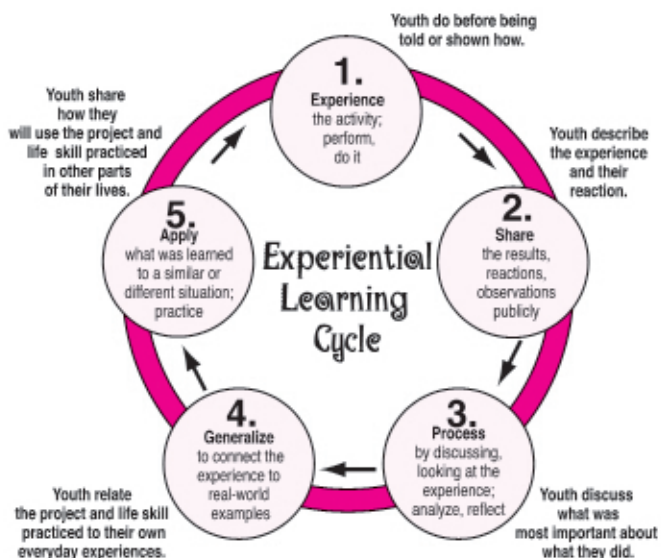 Youth do before being
told or shown how.
1.
Experience
the activity;
perform,
do it
Youth describe
the experience
and their
reaction.
2.
Share
the results,
reactions,
observations
publicly
Youth discuss
what was
most important about
what they did.
3.
Process
by discussing,
looking at the
experience;
analyze, reflect
Youth relate
the project and life skill
practiced to their own
everyday experiences.
4.
Generalize
to connect the
experience to
real-world
examples
Youth share
how they
will use the project and
life skill practiced
in other parts
of their lives.
5.
Apply
what was learned
to a similar or
different situation;
practice
Experiential
Learning
Cycle